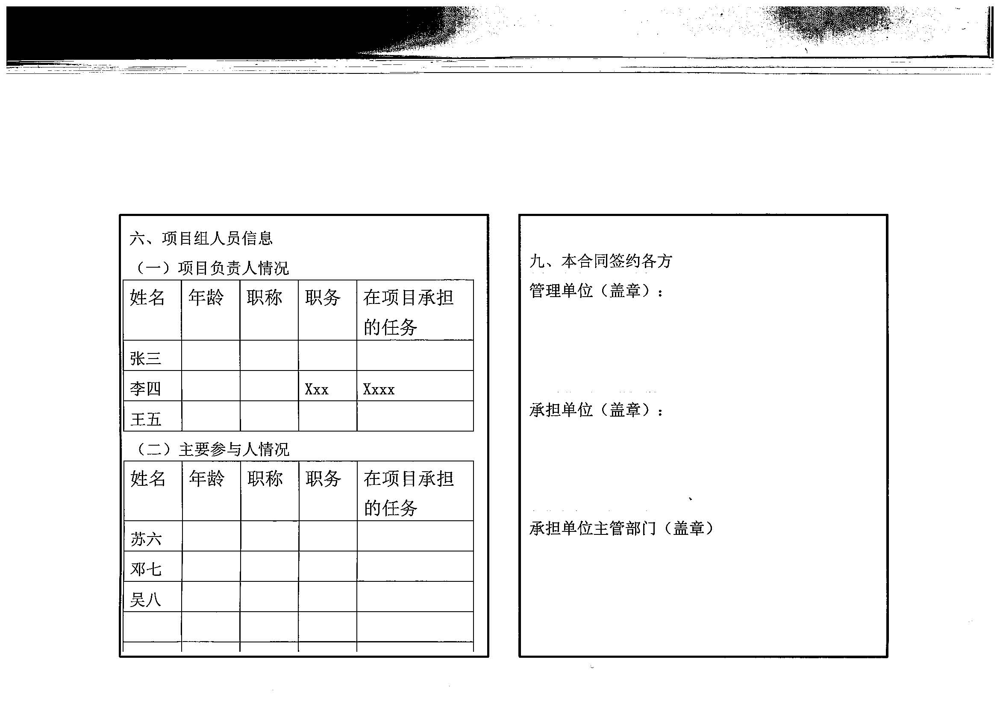 六、项目组人员信息
（一）项目负责人情况
姓名 年龄 职称 职务 在项目承担
的任务
张三
李四 Xxx Xxxx
王五
（二）主要参与人情况
姓名 年龄 职称 职务 在项目承担
的任务
苏六
邓七
吴八
九、本合同签约各方
管理单位（盖章）：
承担单位（盖章）：
承担单位主管部门（盖章）